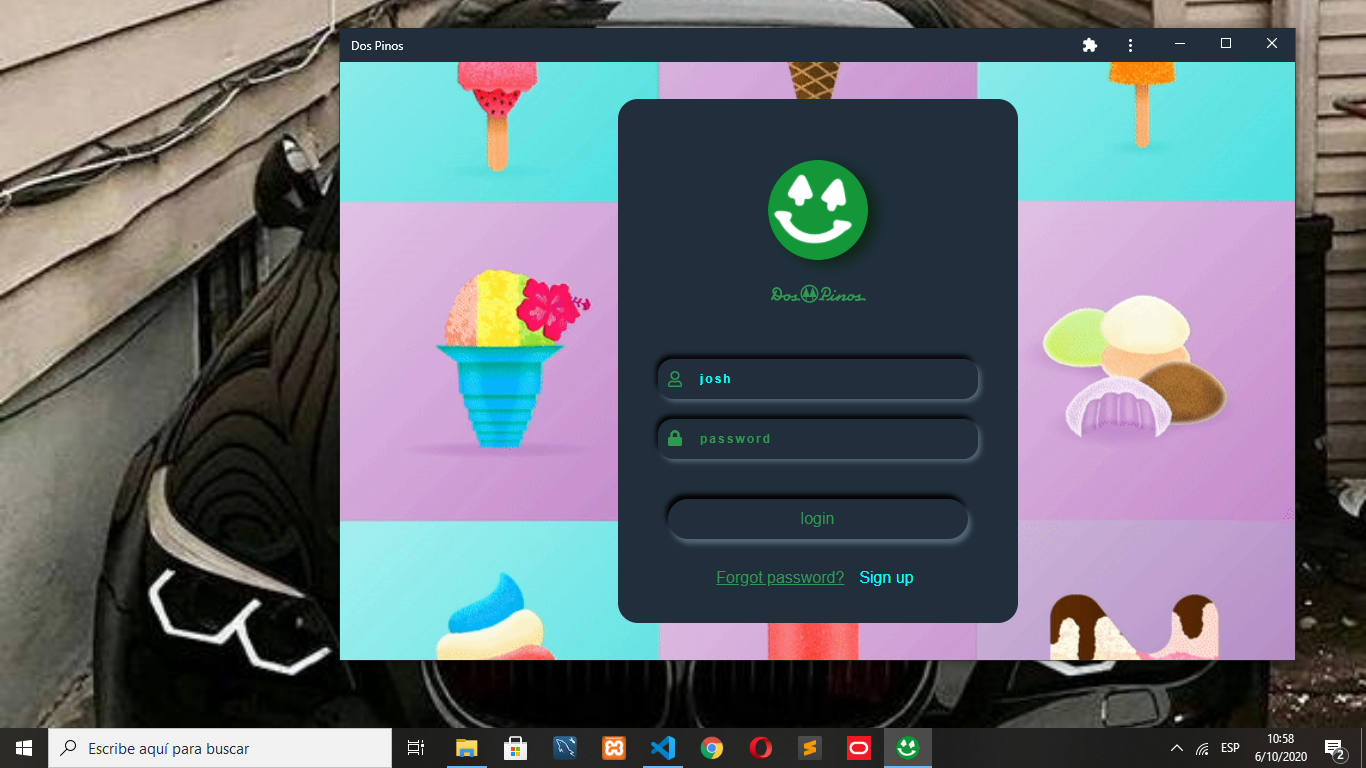 Dos Pinos
Dos Pinos
josh
password
login
Forgot password? Sign up
Escribe aquí para buscar
ESP
10:58
6/10/2020
2